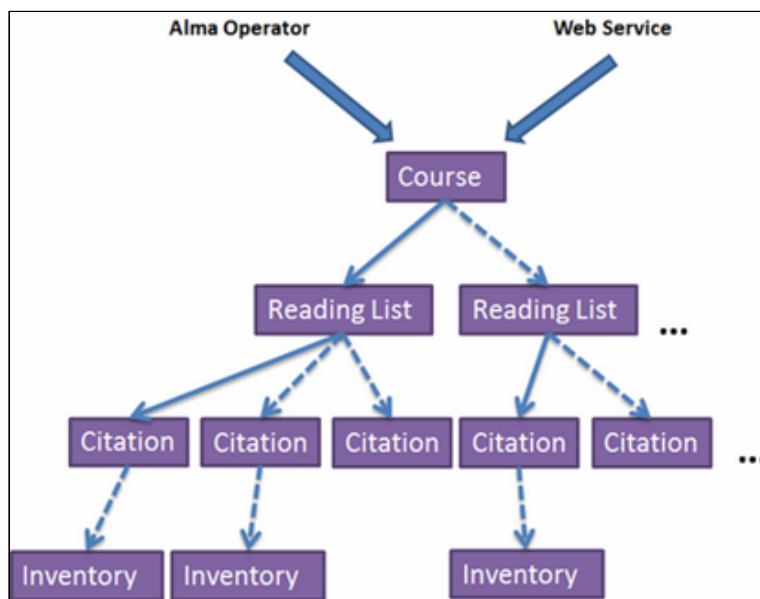 Alma Operator
Web Service
Course
Reading List
Reading List
...
Citation
Citation
Citation
Citation
Citation
...
Inventory
Inventory
Inventory